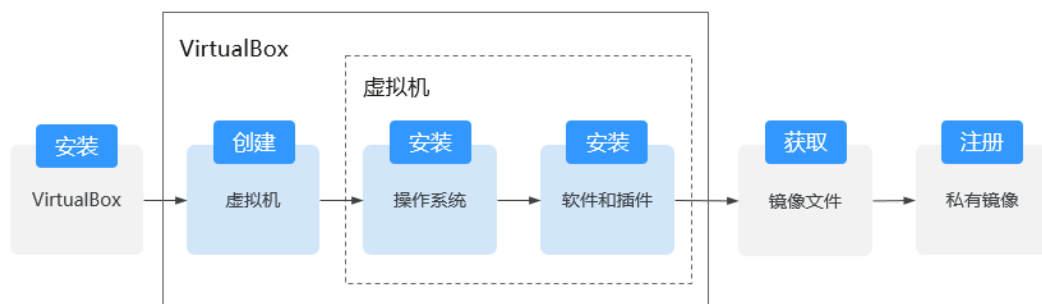 VirtualBox
虚拟机
安装
VirtualBox
创建
虚拟机
安装
操作系统
安装
软件和插件
获取
镜像文件
注册
私有镜像